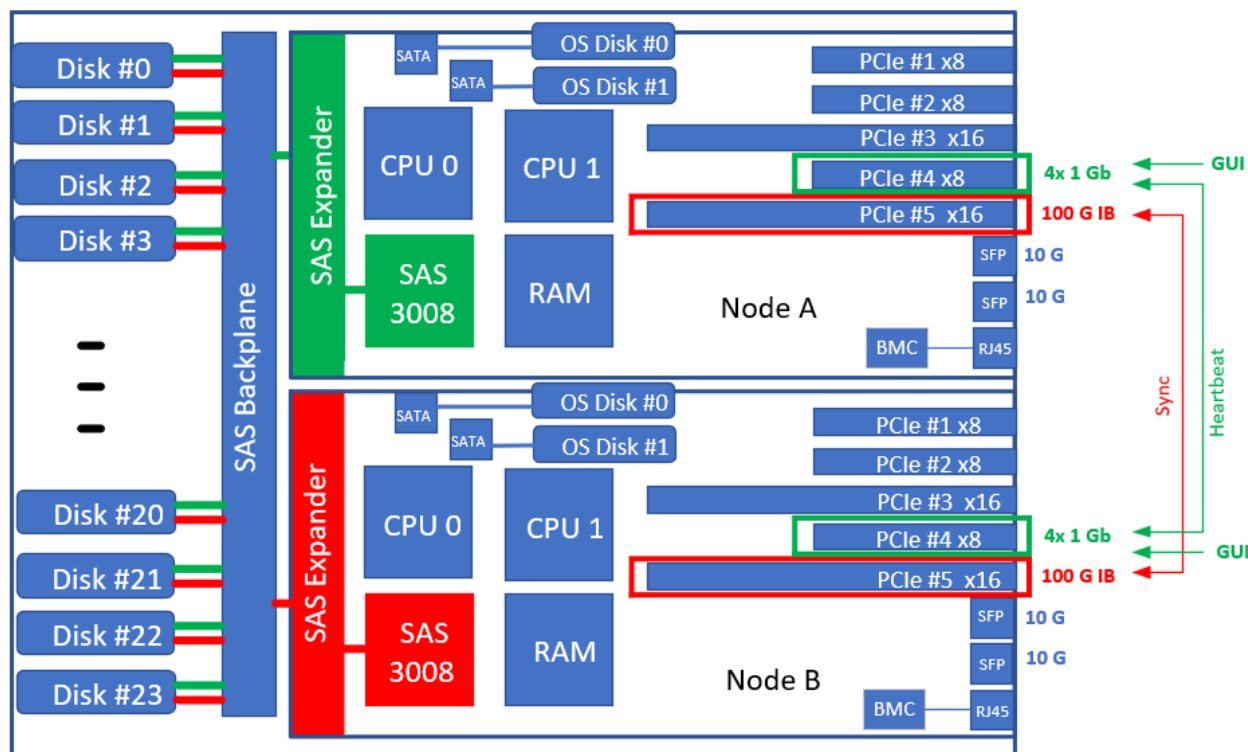 Disk #0
Disk #1
Disk #2
Disk #3
Disk #20
Disk #21
Disk #22
Disk #23
SAS Backplane
SAS Expander
SATA
OS Disk #0
SATA
OS Disk #1
CPU 0
CPU 1
SAS
3008
RAM
PCIe #1 x8
PCIe #2 x8
PCIe #3 x16
PCIe #4 x8
4x 1 Gb
PCIe #5 x16
100 G IB
SFP
10 G
SFP
10 G
Node A
BMC
RJ45
GUI
Sync
Heartbeat
SAS Expander
SATA
OS Disk #0
SATA
OS Disk #1
CPU 0
CPU 1
SAS
3008
RAM
PCIe #1 x8
PCIe #2 x8
PCIe #3 x16
PCIe #4 x8
4x 1 Gb
GUI
PCIe #5 x16
100 G IB
SFP
10 G
SFP
10 G
Node B
BMC
RJ45